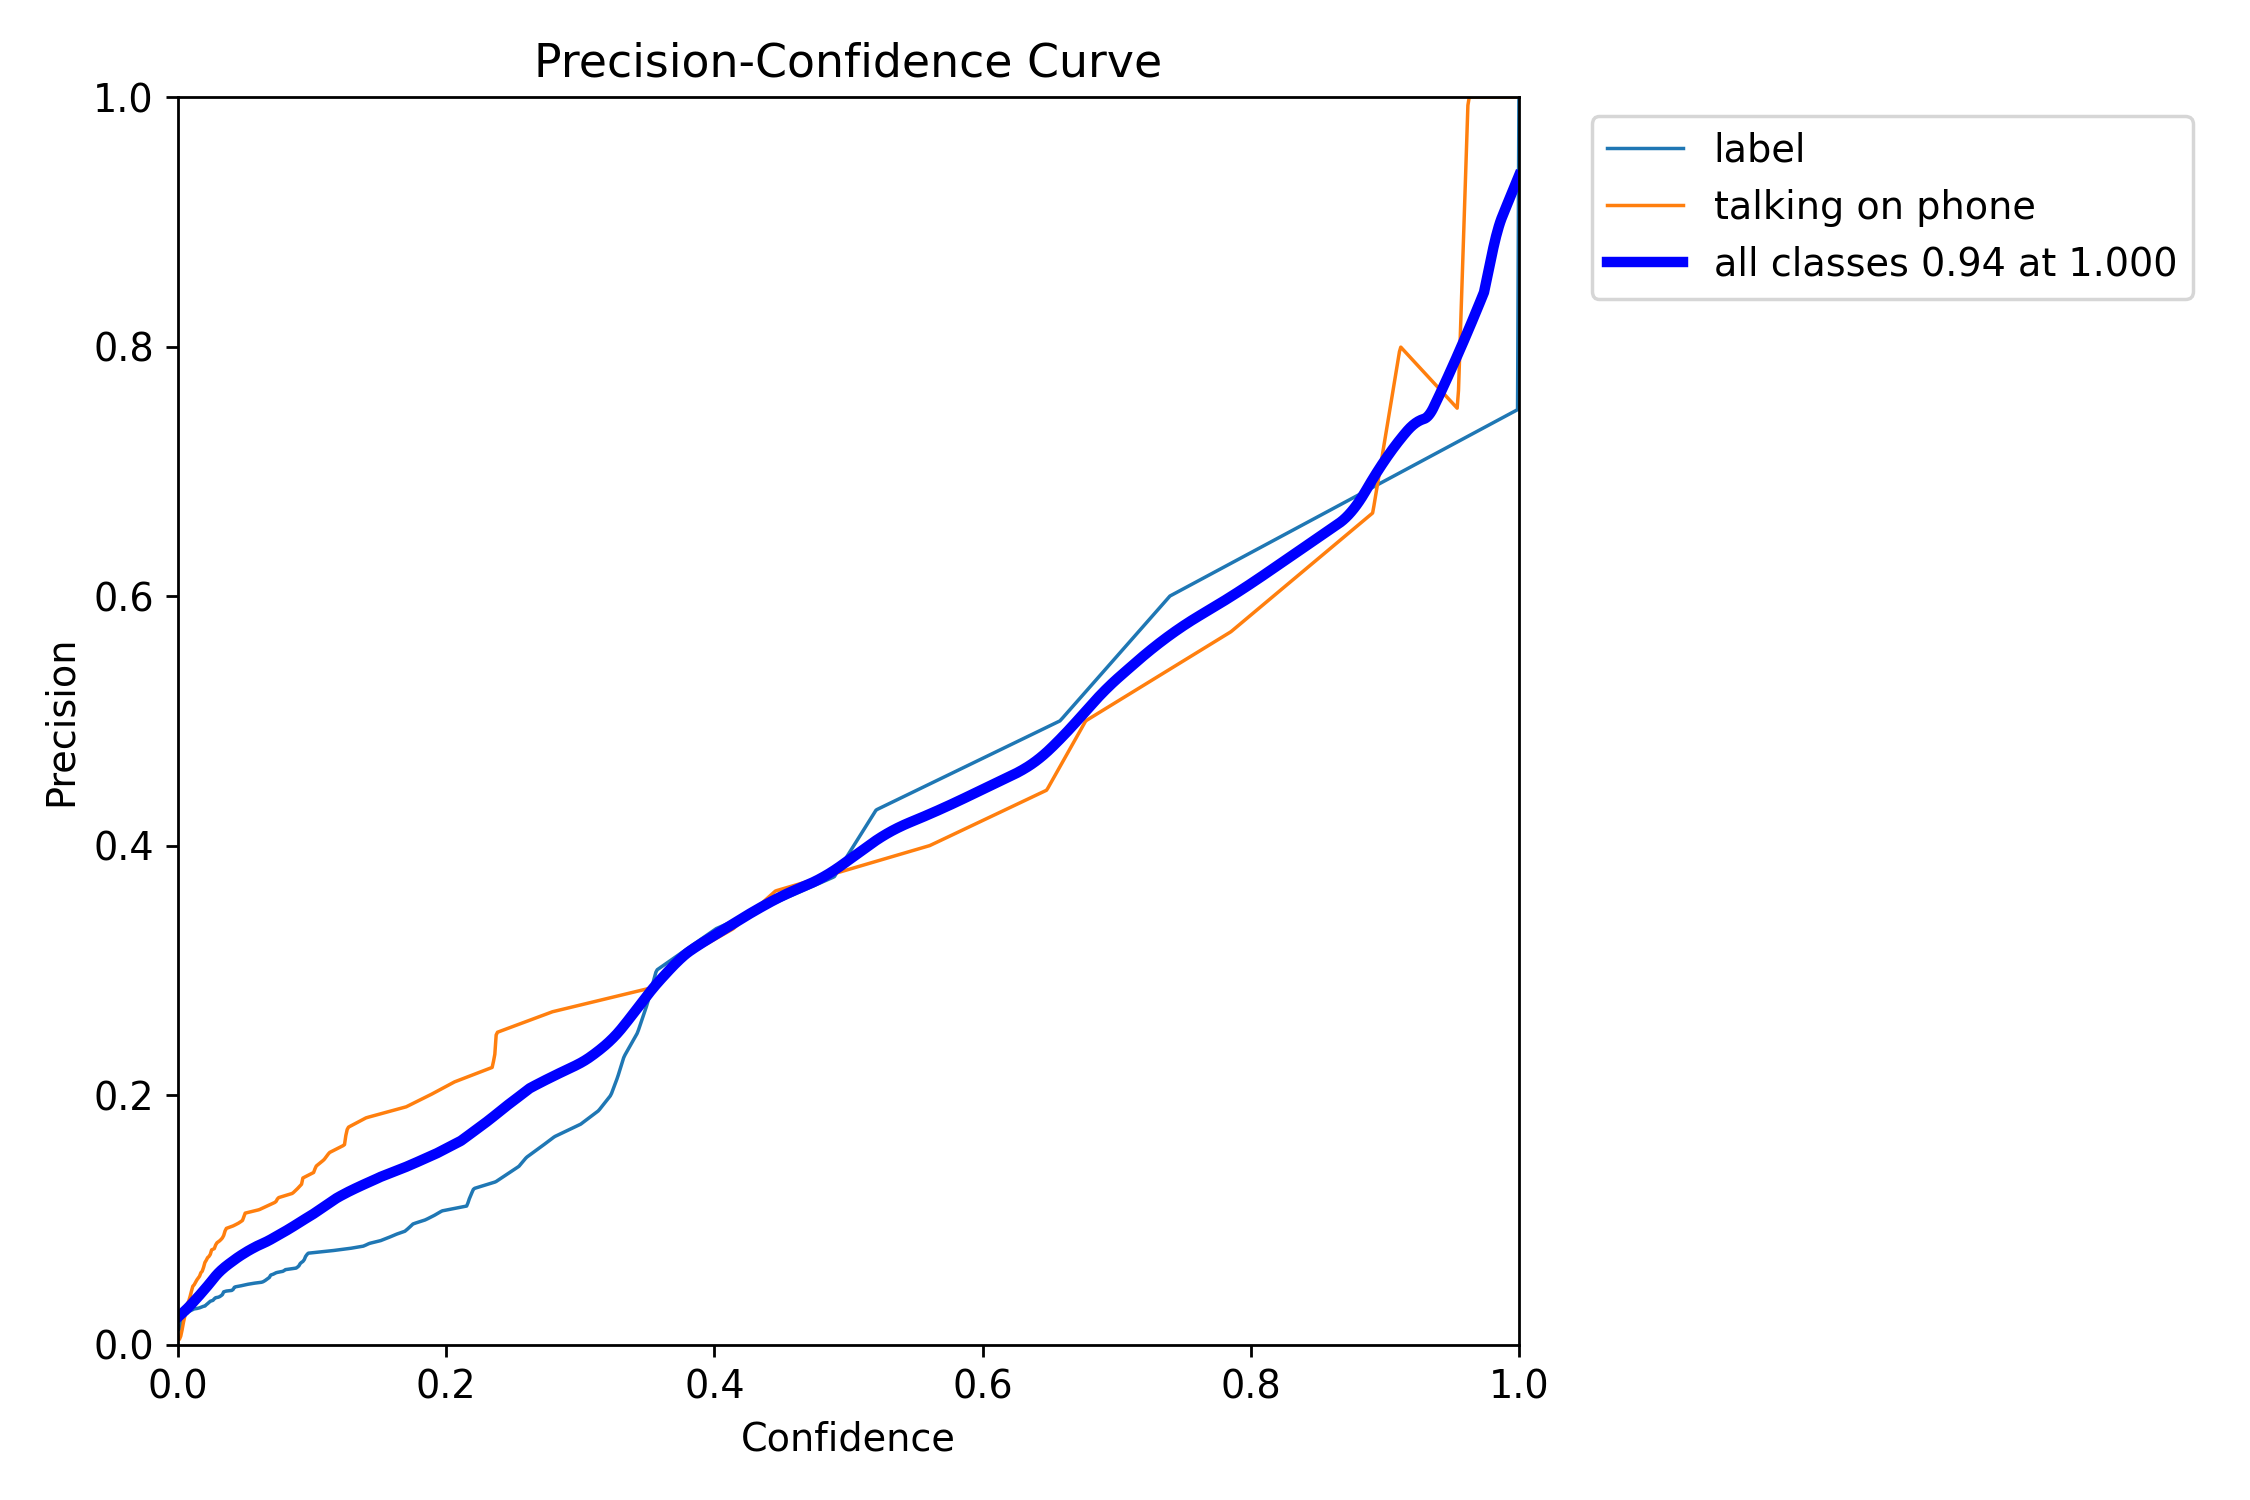 Precision-Confidence Curve
1.0
0.8
0.6
0.4
0.2
0.0
Precision
0.0 0.2 0.4 0.6 0.8 1.0
Confidence
label
talking on phone
all classes 0.94 at 1.000